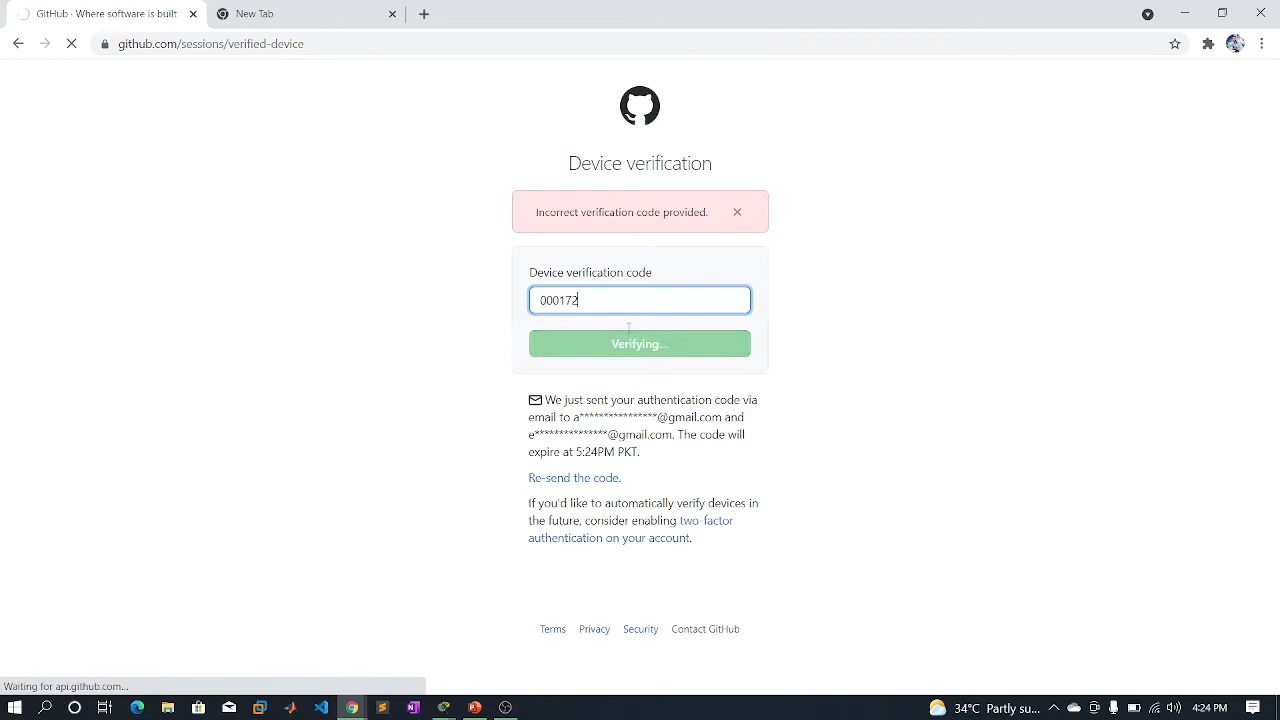 GitHub · Where software is built
New Tab
github.com/sessions/verified-device
Device verification
Incorrect verification code provided.
Device verification code
000172
Verifying...
We just sent your authentication code via
email to a***************@gmail.com and
e**************@gmail.com. The code will
expire at 5:24PM PKT.
Re-send the code.
If you'd like to automatically verify devices in
the future, consider enabling two-factor
authentication on your account.
Terms Privacy Security Contact GitHub
Waiting for api.github.com...
34°C Partly su... 4:24 PM